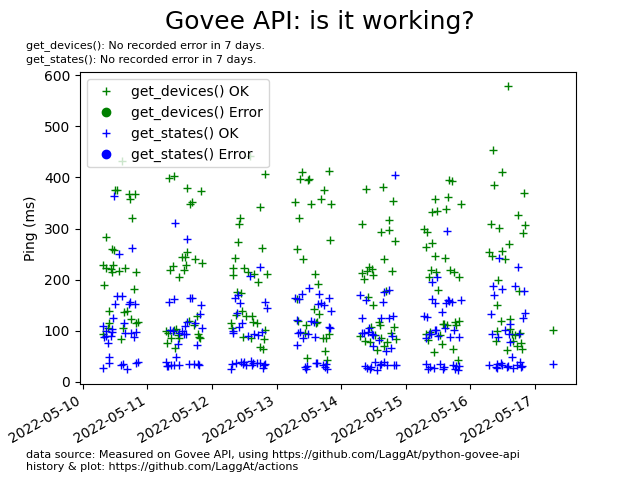 Govee API: is it working?
get_devices(): No recorded error in 7 days.
get_states(): No recorded error in 7 days.
get_devices() OK
get_devices() Error
get_states() OK
get_states() Error
Ping (ms)
600
500
400
300
200
100
0
2022-05-10
2022-05-11
2022-05-12
2022-05-13
2022-05-14
2022-05-15
2022-05-16
2022-05-17
data source: Measured on Govee API, using https://github.com/LaggAt/python-govee-api
history & plot: https://github.com/LaggAt/actions